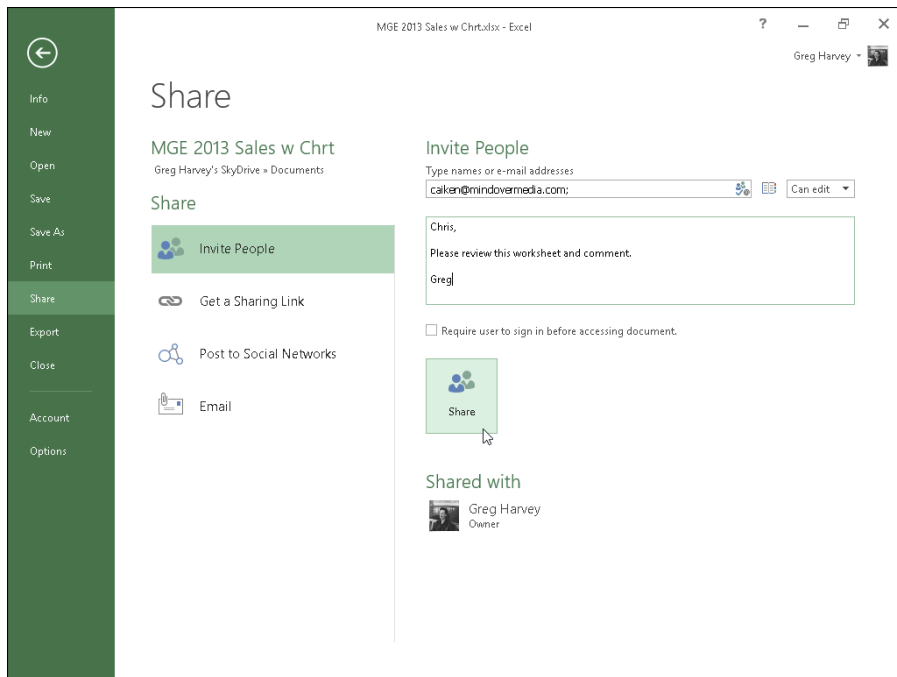 MGE 2013 Sales w Chrt.xlsx - Excel
?
Greg Harvey
Info
New
Open
Save
Save As
Print
Share
Export
Close
Account
Options
Share
MGE 2013 Sales w Chrt
Greg Harvey's SkyDrive » Documents
Share
Invite People
Get a Sharing Link
Post to Social Networks
Email
Invite People
Type names or e-mail addresses
caiken@mindovermedia.com;
Can edit
Chris,
Please review this worksheet and comment.
Greg
Require user to sign in before accessing document.
Share
Shared with
Greg Harvey
Owner